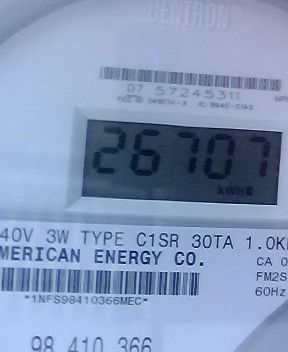 CENTRON
07 57245311
26707
kWh
40V 3W TYPE C1SR 30TA 1.0K
MERICAN ENERGY CO.
CA 0
FM2S
*1NFS98410366MEC*
60Hz
98 410 366